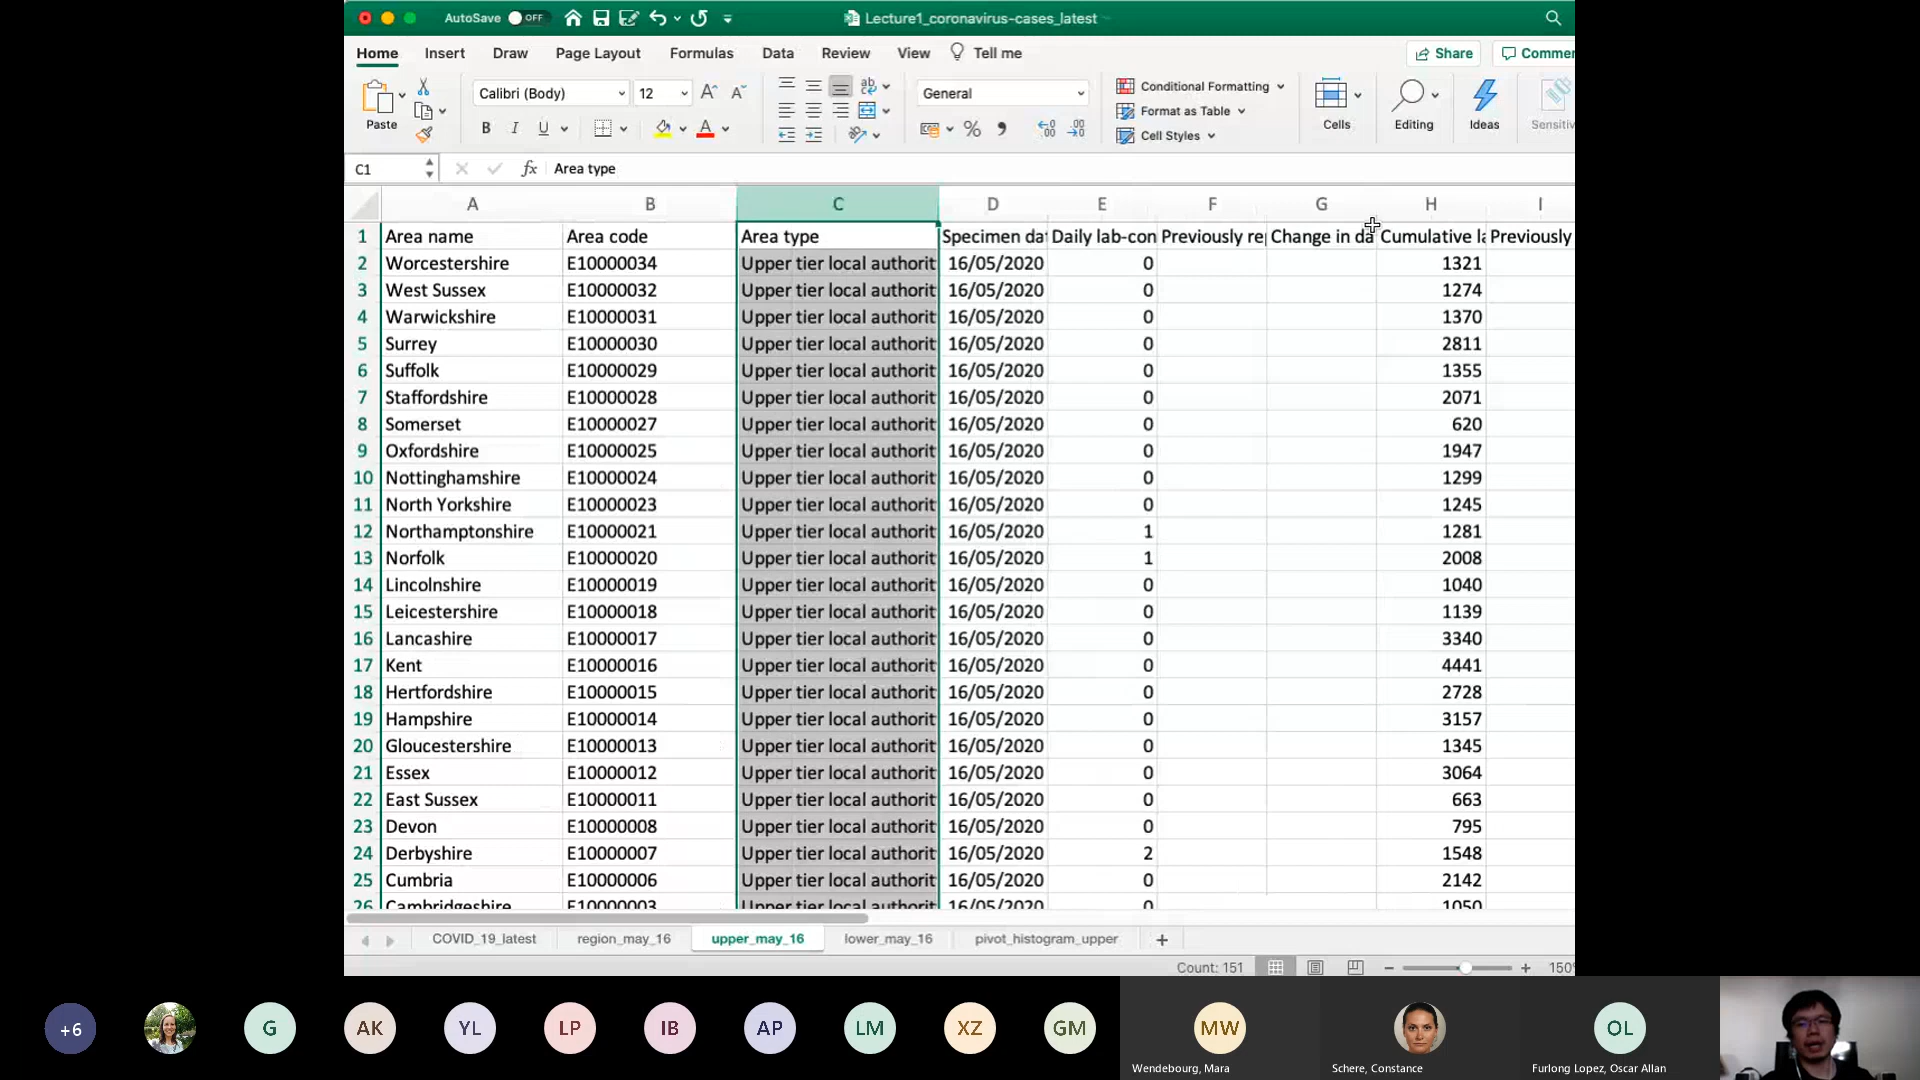 AutoSave OFF Lecture1_coronavirus-cases_latest
Home Insert Draw Page Layout Formulas Data Review View Tell me Share Commen
Paste Calibri (Body) 12 A A B I U A ab General % Conditional Formatting Format as Table Cell Styles Cells Editing Ideas Sensitiv
C1 fx Area type
A B C D E F G H I
1 Area name Area code Area type Specimen dat Daily lab-con Previously re Change in da Cumulative la Previously
2 Worcestershire E10000034 Upper tier local authorit 16/05/2020 0 1321
3 West Sussex E10000032 Upper tier local authorit 16/05/2020 0 1274
4 Warwickshire E10000031 Upper tier local authorit 16/05/2020 0 1370
5 Surrey E10000030 Upper tier local authorit 16/05/2020 0 2811
6 Suffolk E10000029 Upper tier local authorit 16/05/2020 0 1355
7 Staffordshire E10000028 Upper tier local authorit 16/05/2020 0 2071
8 Somerset E10000027 Upper tier local authorit 16/05/2020 0 620
9 Oxfordshire E10000025 Upper tier local authorit 16/05/2020 0 1947
10 Nottinghamshire E10000024 Upper tier local authorit 16/05/2020 0 1299
11 North Yorkshire E10000023 Upper tier local authorit 16/05/2020 0 1245
12 Northamptonshire E10000021 Upper tier local authorit 16/05/2020 1 1281
13 Norfolk E10000020 Upper tier local authorit 16/05/2020 1 2008
14 Lincolnshire E10000019 Upper tier local authorit 16/05/2020 0 1040
15 Leicestershire E10000018 Upper tier local authorit 16/05/2020 0 1139
16 Lancashire E10000017 Upper tier local authorit 16/05/2020 0 3340
17 Kent E10000016 Upper tier local authorit 16/05/2020 0 4441
18 Hertfordshire E10000015 Upper tier local authorit 16/05/2020 0 2728
19 Hampshire E10000014 Upper tier local authorit 16/05/2020 0 3157
20 Gloucestershire E10000013 Upper tier local authorit 16/05/2020 0 1345
21 Essex E10000012 Upper tier local authorit 16/05/2020 0 3064
22 East Sussex E10000011 Upper tier local authorit 16/05/2020 0 663
23 Devon E10000008 Upper tier local authorit 16/05/2020 0 795
24 Derbyshire E10000007 Upper tier local authorit 16/05/2020 2 1548
25 Cumbria E10000006 Upper tier local authorit 16/05/2020 0 2142
26 Cambridgeshire E10000003 Upper tier local authorit 16/05/2020 0 1050
COVID_19_latest region_may_16 upper_may_16 lower_may_16 pivot_histogram_upper +
Count: 151 − + 150%
+6 G AK YL LP IB AP LM XZ GM MW OL
Wendebourg, Mara Schere, Constance Furlong Lopez, Oscar Allan